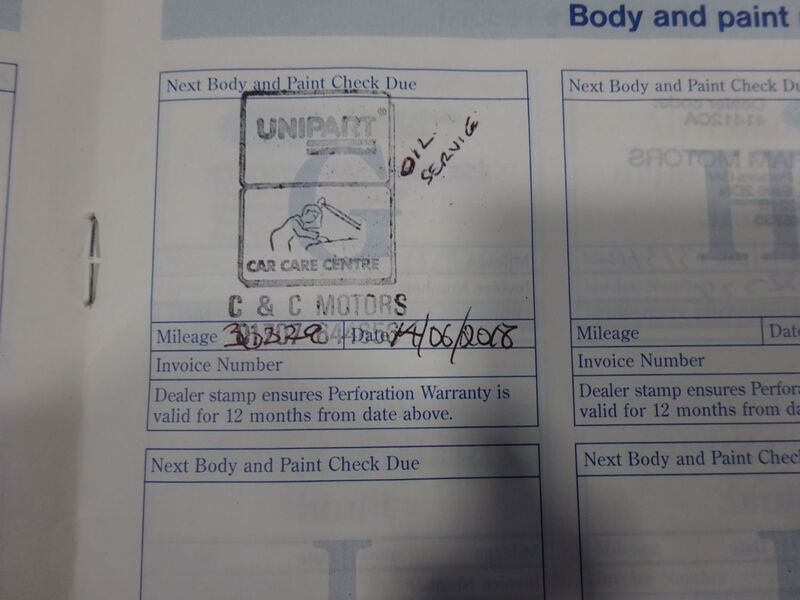 Body and paint
Next Body and Paint Check Due
UNIPART®
OIL
SERVICE
CAR CARE CENTRE
C & C MOTORS
Mileage
Date 14/06/2018
Invoice Number
Dealer stamp ensures Perforation Warranty is
valid for 12 months from date above.
Next Body and Paint Check Du
G
H
Mileage
Date
Invoice Number
Dealer stamp ensures Perfora
valid for 12 months from da
Next Body and Paint Check Due
Next Body and Paint Chec